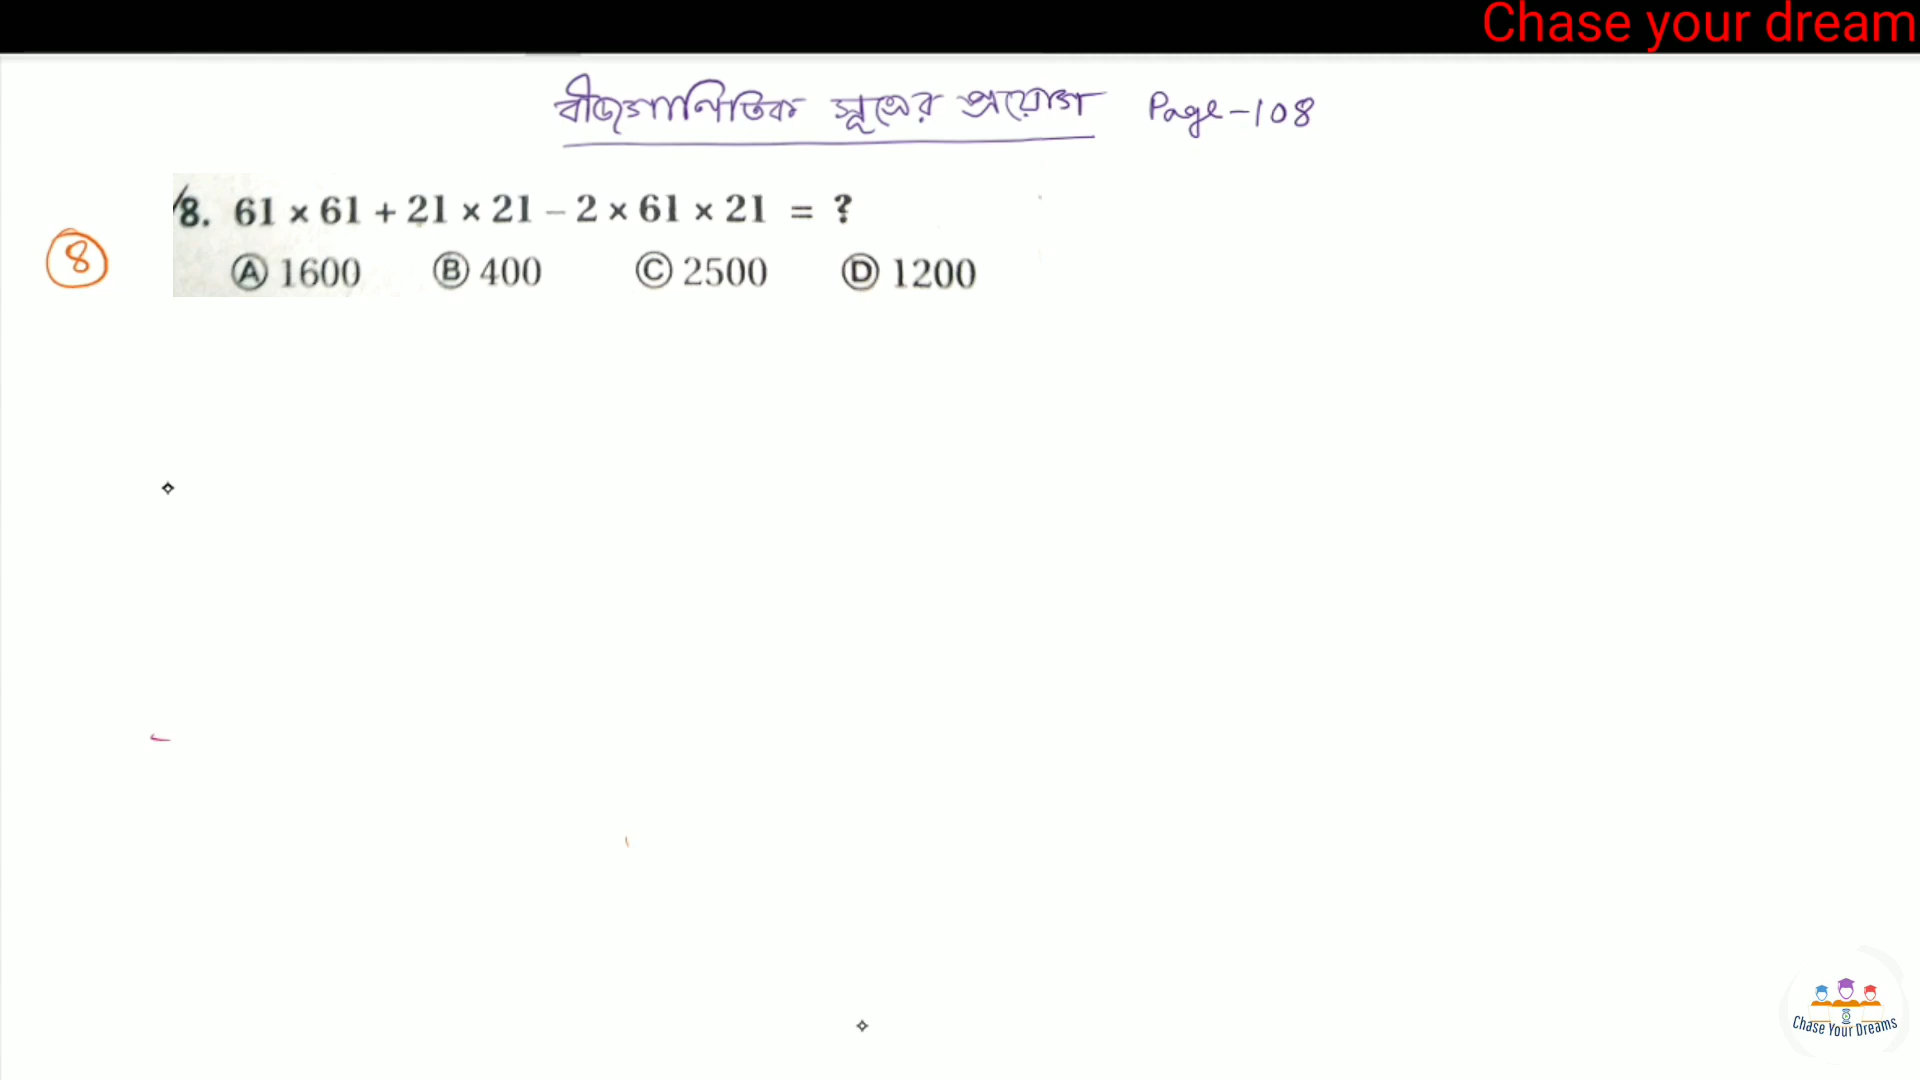 Chase your dream
বীজগাণিতিক সূত্রের প্রয়োগ Page-108
8. 61 × 61 + 21 × 21 – 2 × 61 × 21 = ?
8
Ⓐ 1600 Ⓑ 400 Ⓒ 2500 Ⓓ 1200
Chase Your Dreams